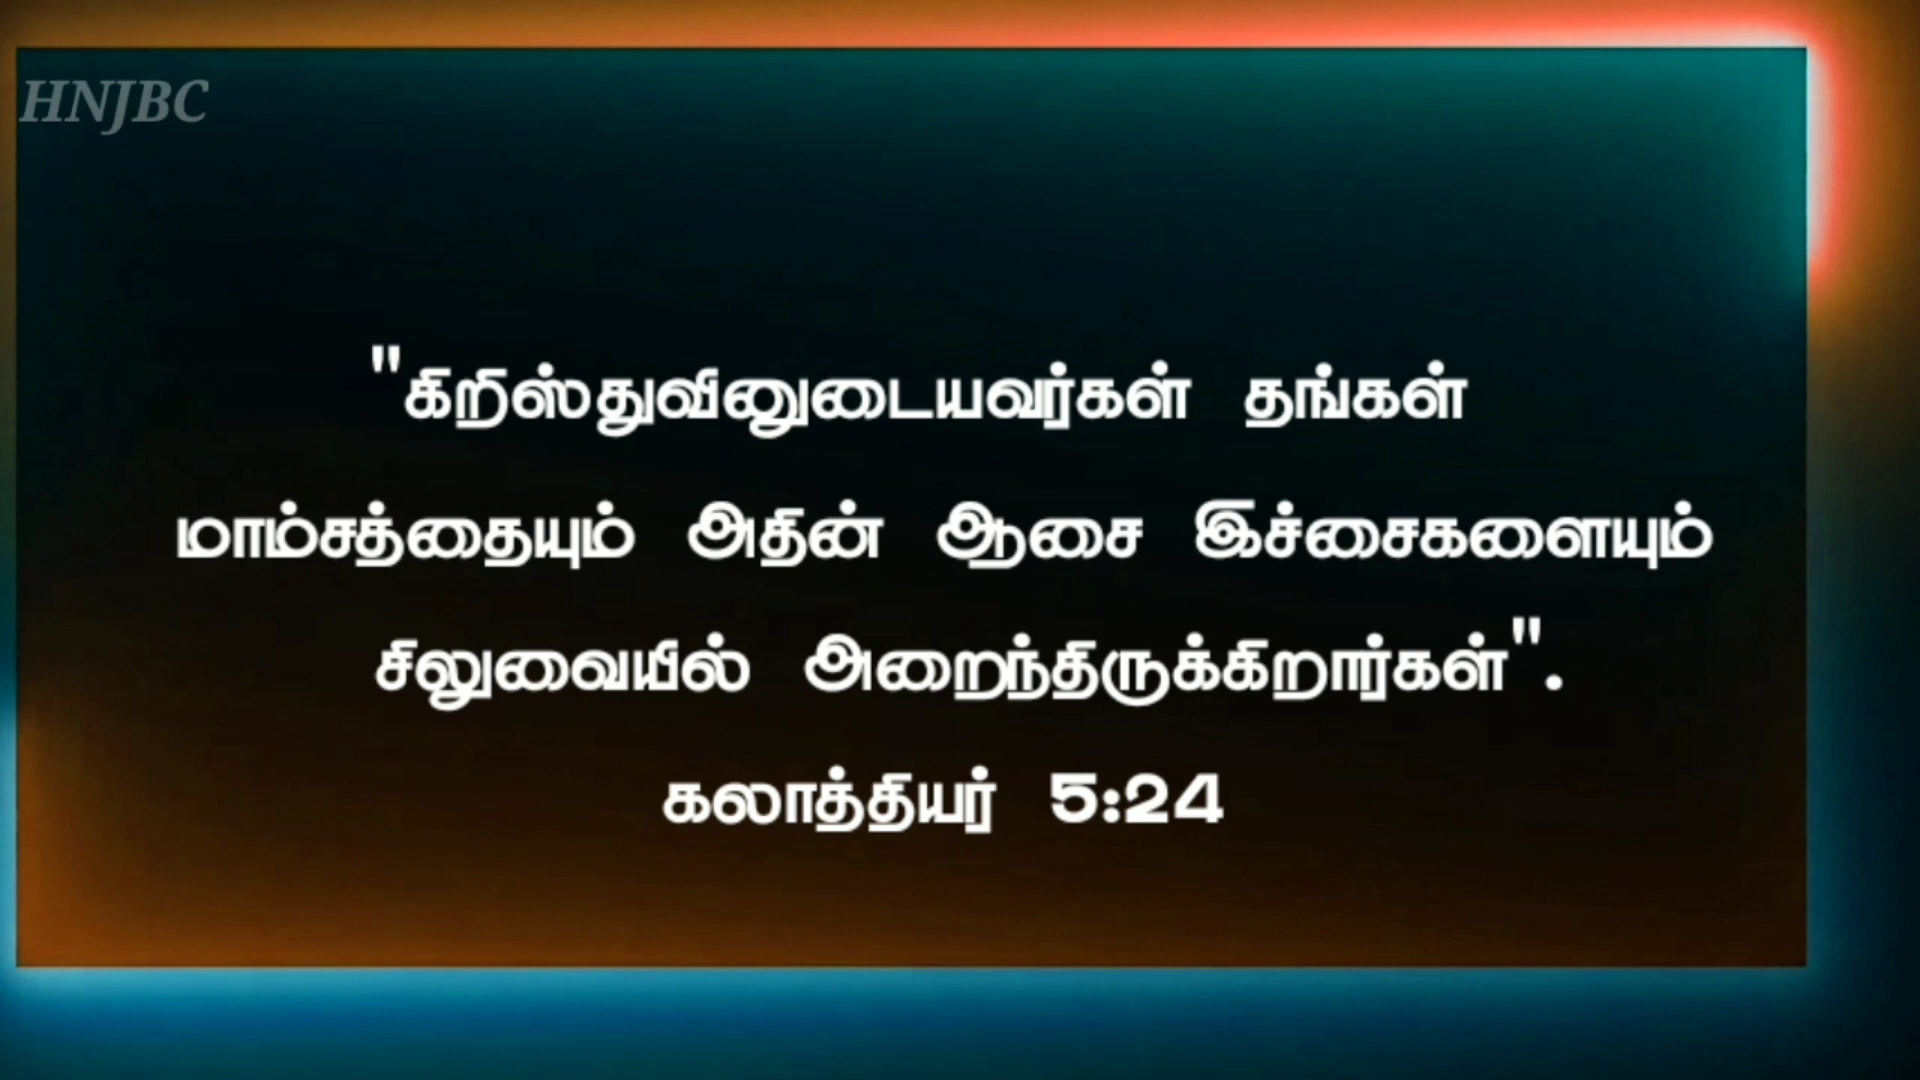 HNJBC
"கிறிஸ்துவினுடையவர்கள் தங்கள்
மாம்சத்தையும் அதின் ஆசை இச்சைகளையும்
சிலுவையில் அறைந்திருக்கிறார்கள்".
கலாத்தியர் 5:24